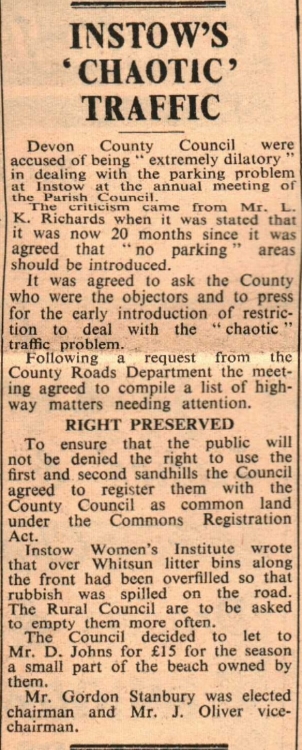 INSTOW'S
‘CHAOTIC’
TRAFFIC
Devon County Council were
accused of being “ extremely dilatory ”
in dealing with the parking problem
at Instow at the annual meeting of
the Parish Council.
The criticism came from Mr. L.
K. Richards when it was stated that
it was now 20 months since it was
agreed that “no parking” areas
should be introduced.
It was agreed to ask the County
who were the objectors and to press
for the early introduction of restric-
tion to deal with the “chaotic”
traffic problem.
Following a request from the
County Roads Department the meet-
ing agreed to compile a list of high-
way matters needing attention.
RIGHT PRESERVED
To ensure that the public will
not be denied the right to use the
first and second sandhills the Council
agreed to register them with the
County Council as common land
under the Commons Registration
Act.
Instow Women's Institute wrote
that over Whitsun litter bins along
the front had been overfilled so that
rubbish was spilled on the road.
The Rural Council are to be asked
to empty them more often.
The Council decided to let to
Mr. D. Johns for £15 for the season
a small part of the beach owned by
them.
Mr. Gordon Stanbury was elected
chairman and Mr. J. Oliver vice-
chairman.